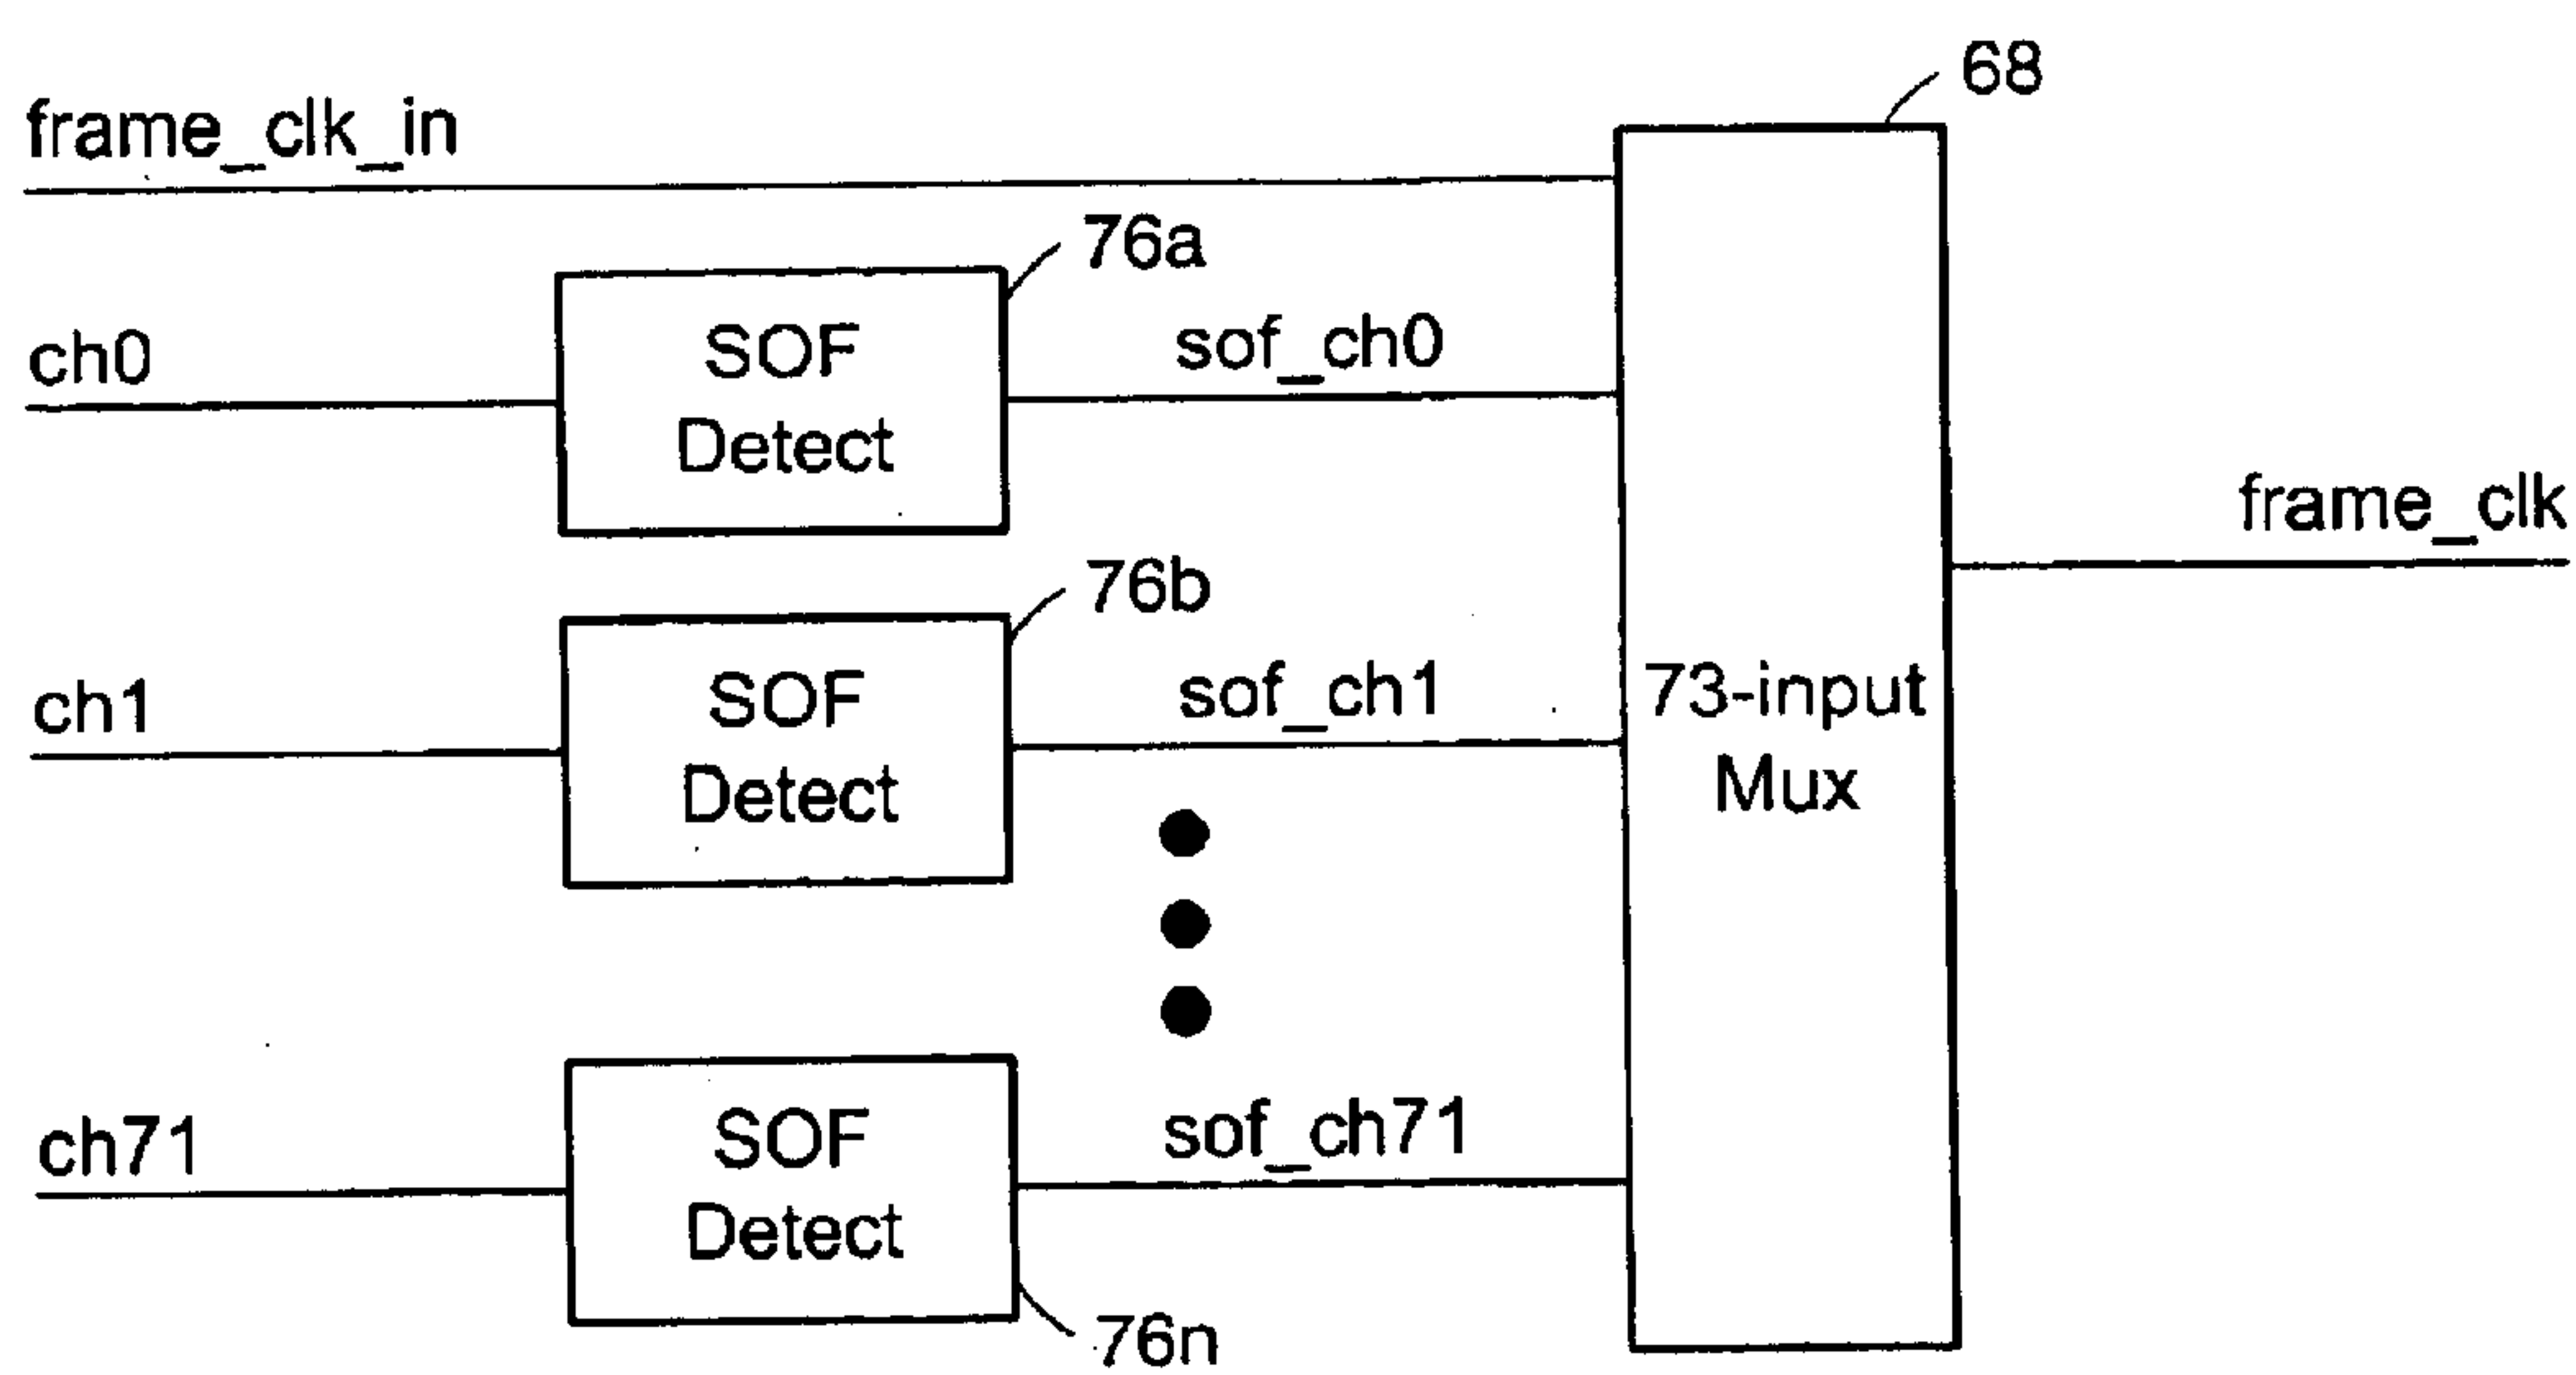 68
frame_clk_in
76a
SOF
Detect
ch0
sof_ch0
frame_clk
76b
SOF
Detect
ch1
sof_ch1
73-input
Mux
SOF
Detect
ch71
sof_ch71
76n